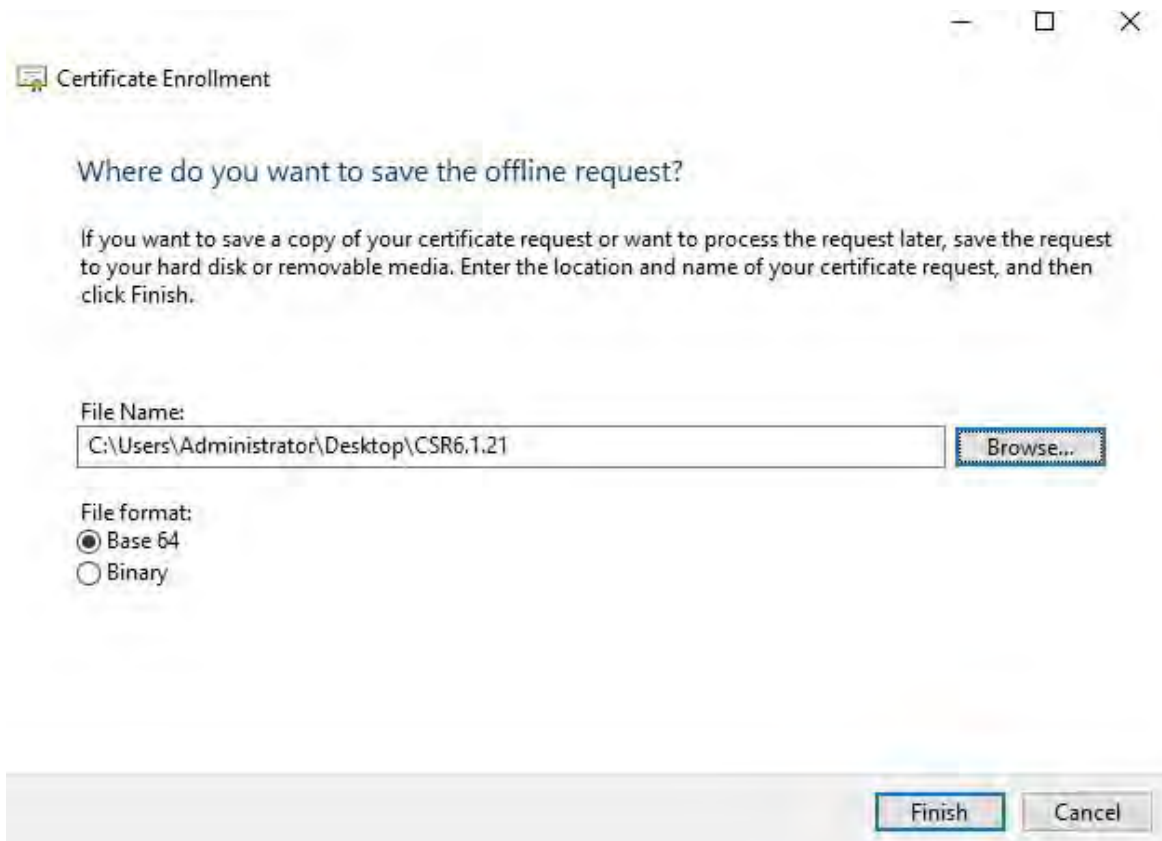 Certificate Enrollment
Where do you want to save the offline request?
If you want to save a copy of your certificate request or want to process the request later, save the request
to your hard disk or removable media. Enter the location and name of your certificate request, and then
click Finish.
File Name:
C:\Users\Administrator\Desktop\CSR6.1.21
Browse...
File format:
Base 64
Binary
Finish
Cancel